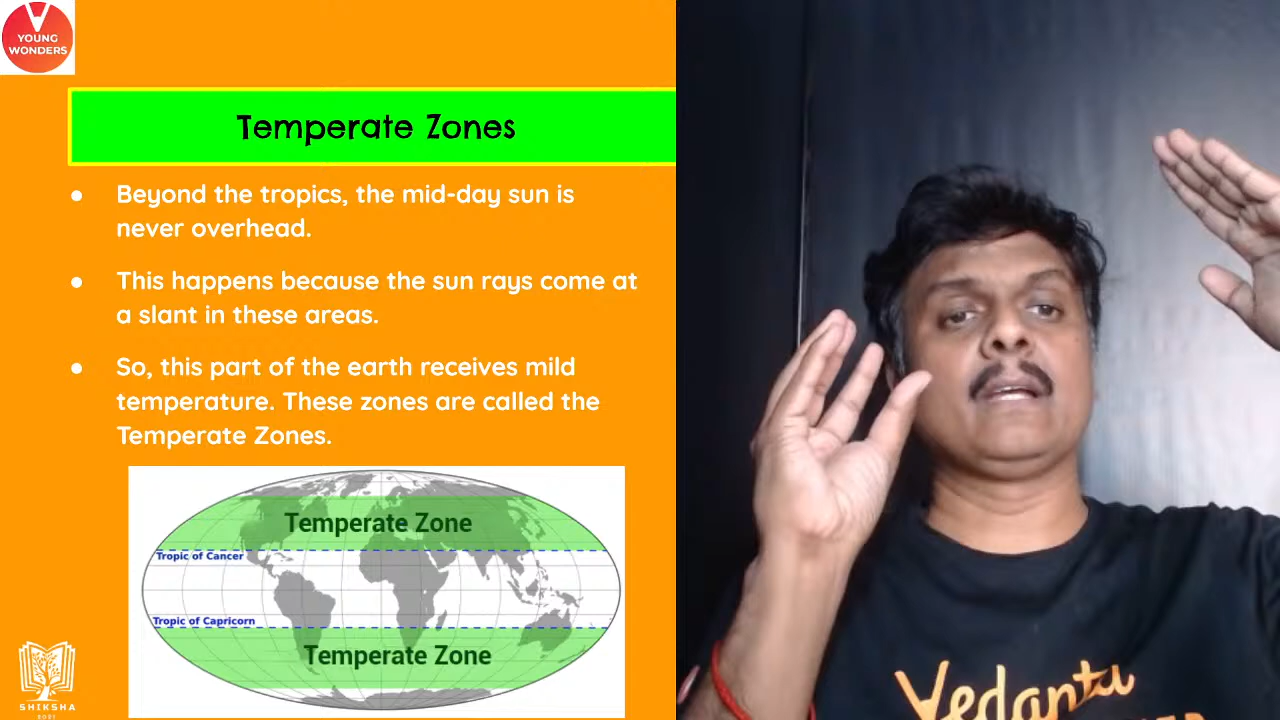 YOUNG
WONDERS
Temperate Zones
● Beyond the tropics, the mid-day sun is
never overhead.
● This happens because the sun rays come at
a slant in these areas.
● So, this part of the earth receives mild
temperature. These zones are called the
Temperate Zones.
Temperate Zone
Tropic of Cancer
Tropic of Capricorn
Temperate Zone
SHIKSHA
2021
Vedantu